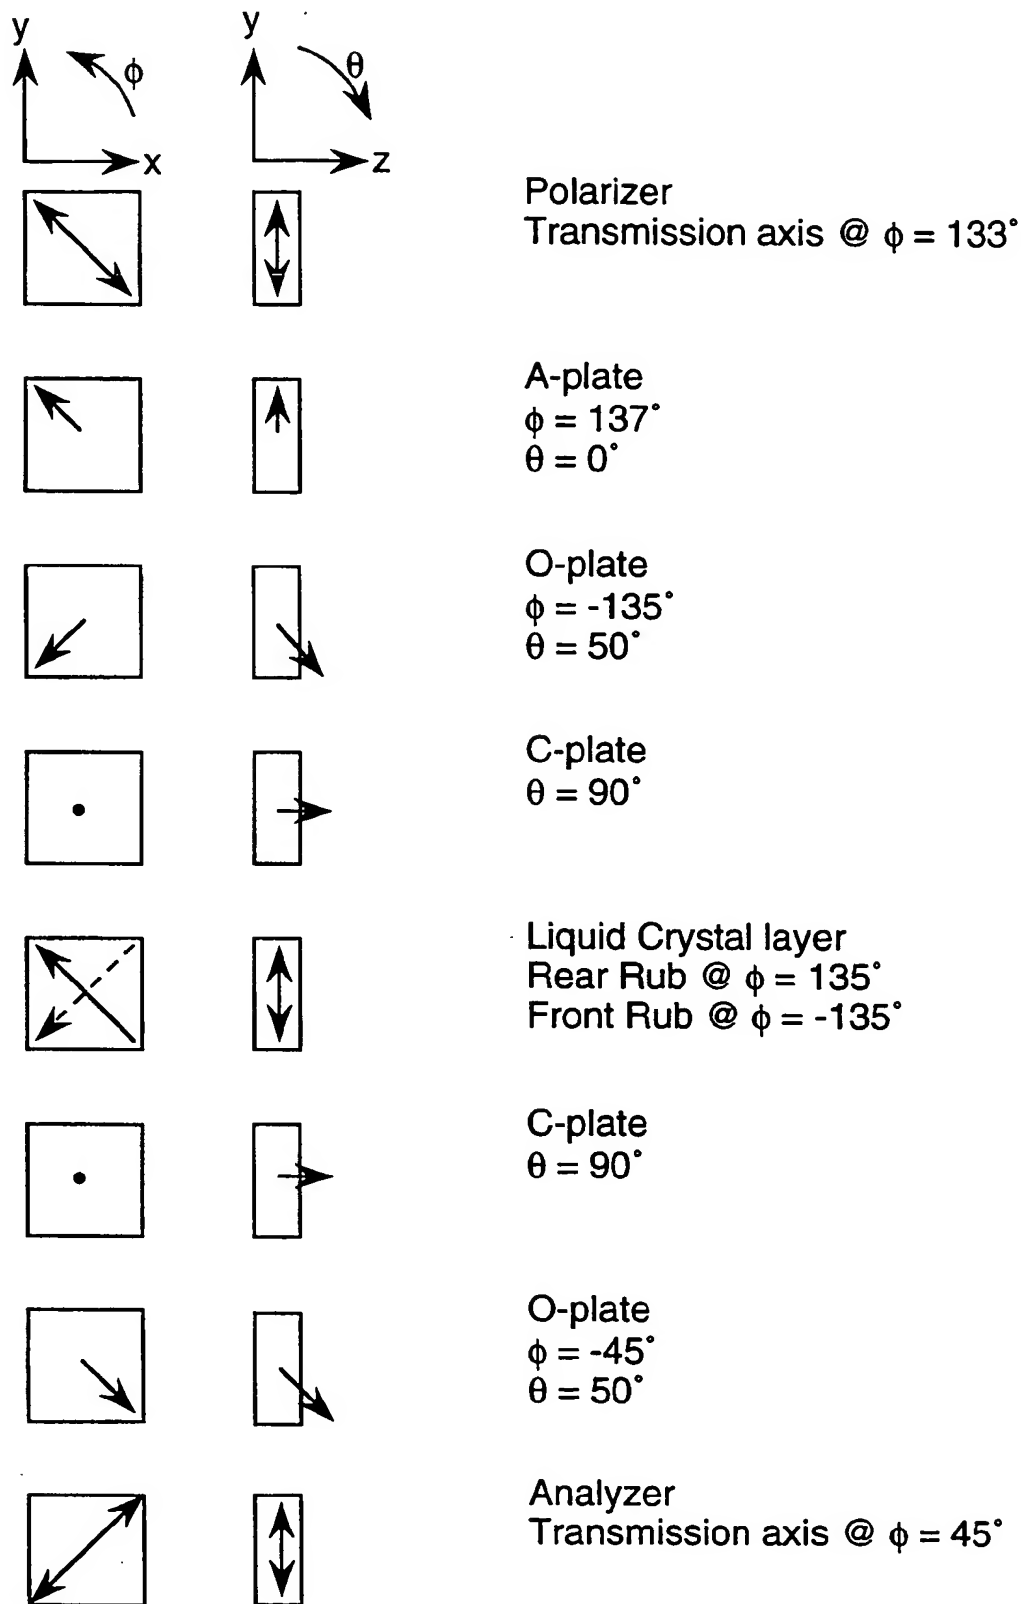 y
ϕ
x
y
θ
z
Polarizer
Transmission axis @ ϕ = 133°
A-plate
ϕ = 137°
θ = 0°
O-plate
ϕ = -135°
θ = 50°
C-plate
θ = 90°
Liquid Crystal layer
Rear Rub @ ϕ = 135°
Front Rub @ ϕ = -135°
C-plate
θ = 90°
O-plate
ϕ = -45°
θ = 50°
Analyzer
Transmission axis @ ϕ = 45°